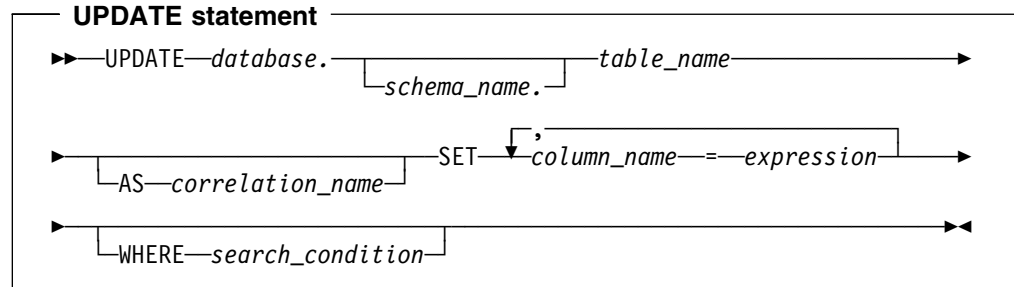 UPDATE statement
UPDATE database. table_name
schema_name.
,
SET column_name = expression
AS correlation_name
WHERE search_condition